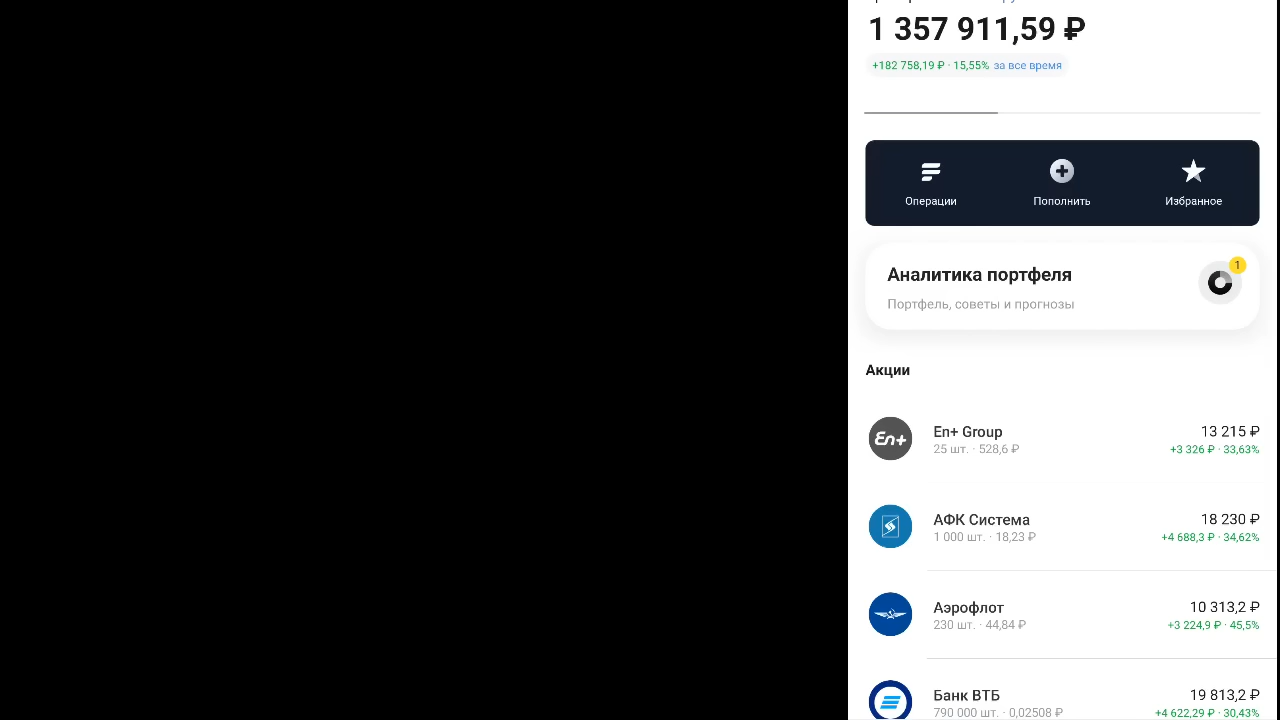 1 357 911,59 ₽
+182 758,19 ₽ · 15,55% за все время
Операции
Пополнить
Избранное
Аналитика портфеля
1
Портфель, советы и прогнозы
Акции
En+
En+ Group
13 215 ₽
25 шт. · 528,6 ₽
+3 326 ₽ · 33,63%
АФК Система
18 230 ₽
1 000 шт. · 18,23 ₽
+4 688,3 ₽ · 34,62%
Аэрофлот
10 313,2 ₽
230 шт. · 44,84 ₽
+3 224,9 ₽ · 45,5%
Банк ВТБ
19 813,2 ₽
790 000 шт. · 0,02508 ₽
+4 622,29 ₽ · 30,43%